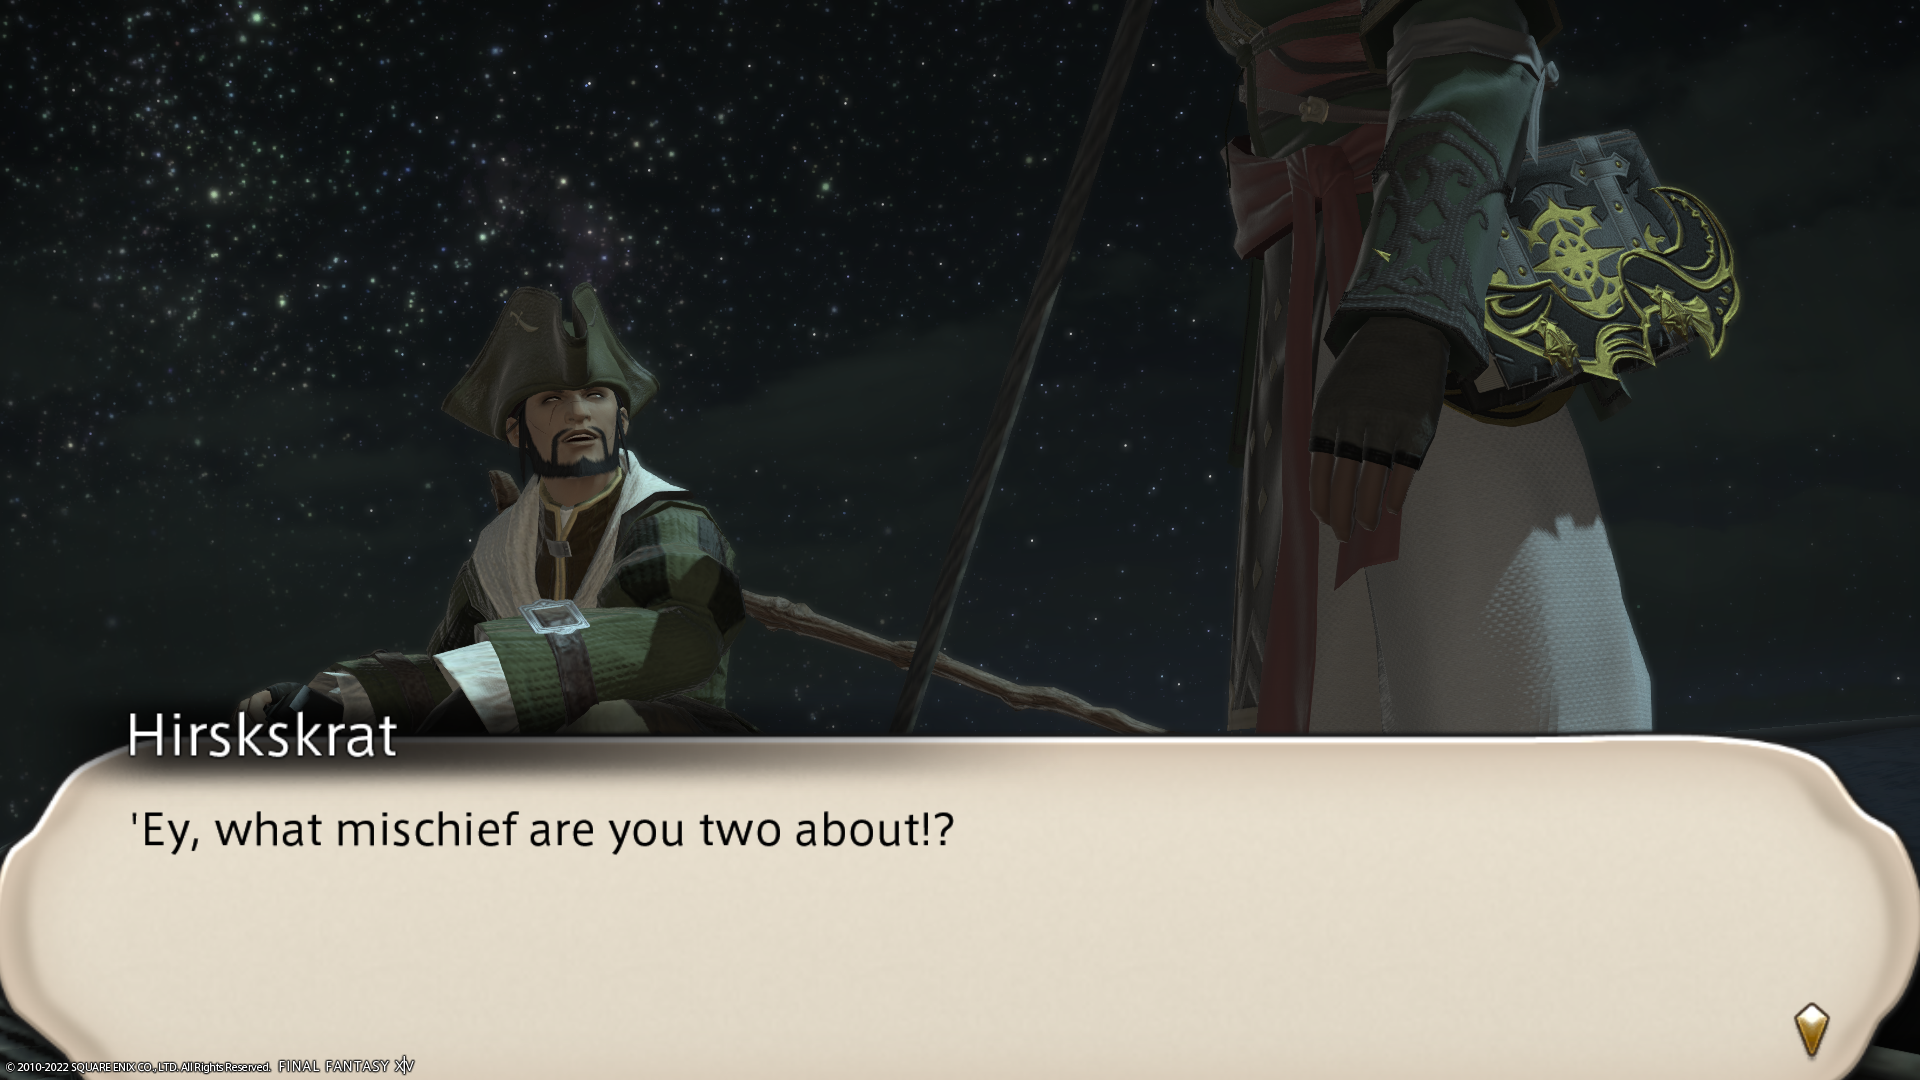 Hirskskrat
'Ey, what mischief are you two about!?
© 2010-2022 SQUARE ENIX CO., LTD. All Rights Reserved. FINAL FANTASY XIV